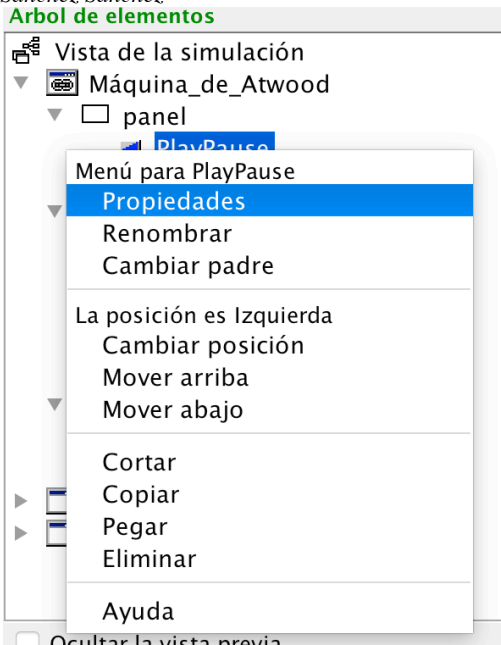 Árbol de elementos
Vista de la simulación
Máquina_de_Atwood
panel
PlayPause
Menú para PlayPause
Propiedades
Renombrar
Cambiar padre
La posición es Izquierda
Cambiar posición
Mover arriba
Mover abajo
Cortar
Copiar
Pegar
Eliminar
Ayuda
Ocultar la vista previa